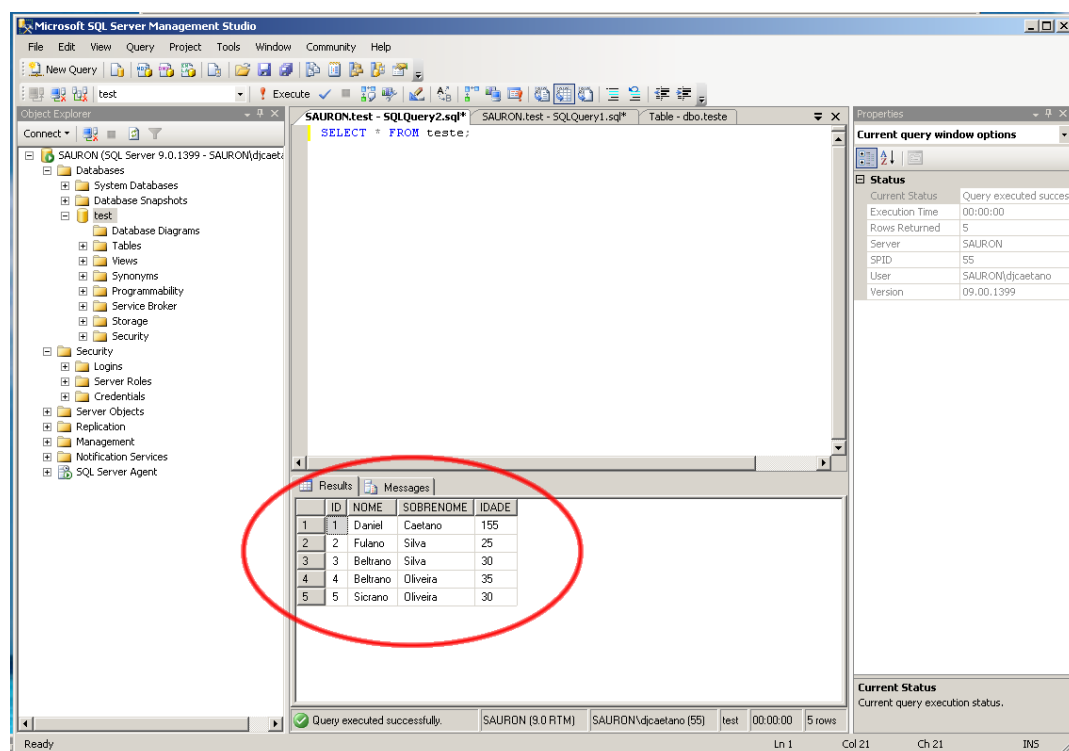 Microsoft SQL Server Management Studio
File Edit View Query Project Tools Window Community Help
New Query
test Execute
Object Explorer
Connect
SAURON (SQL Server 9.0.1399 - SAURON\djcaeta
Databases
System Databases
Database Snapshots
test
Database Diagrams
Tables
Views
Synonyms
Programmability
Service Broker
Storage
Security
Security
Logins
Server Roles
Credentials
Server Objects
Replication
Management
Notification Services
SQL Server Agent
SAURON.test - SQLQuery2.sql* SAURON.test - SQLQuery1.sql* Table - dbo.teste
SELECT * FROM teste;
Results Messages
ID NOME SOBRENOME IDADE
1 1 Daniel Caetano 155
2 2 Fulano Silva 25
3 3 Beltrano Silva 30
4 4 Beltrano Oliveira 35
5 5 Sicrano Oliveira 30
Query executed successfully. SAURON (9.0 RTM) SAURON\djcaetano (55) test 00:00:00 5 rows
Properties
Current query window options
Status
Current Status Query executed succes
Execution Time 00:00:00
Rows Returned 5
Server SAURON
SPID 55
User SAURON\djcaetano
Version 09.00.1399
Current Status
Current query execution status.
Ready Ln 1 Col 21 Ch 21 INS